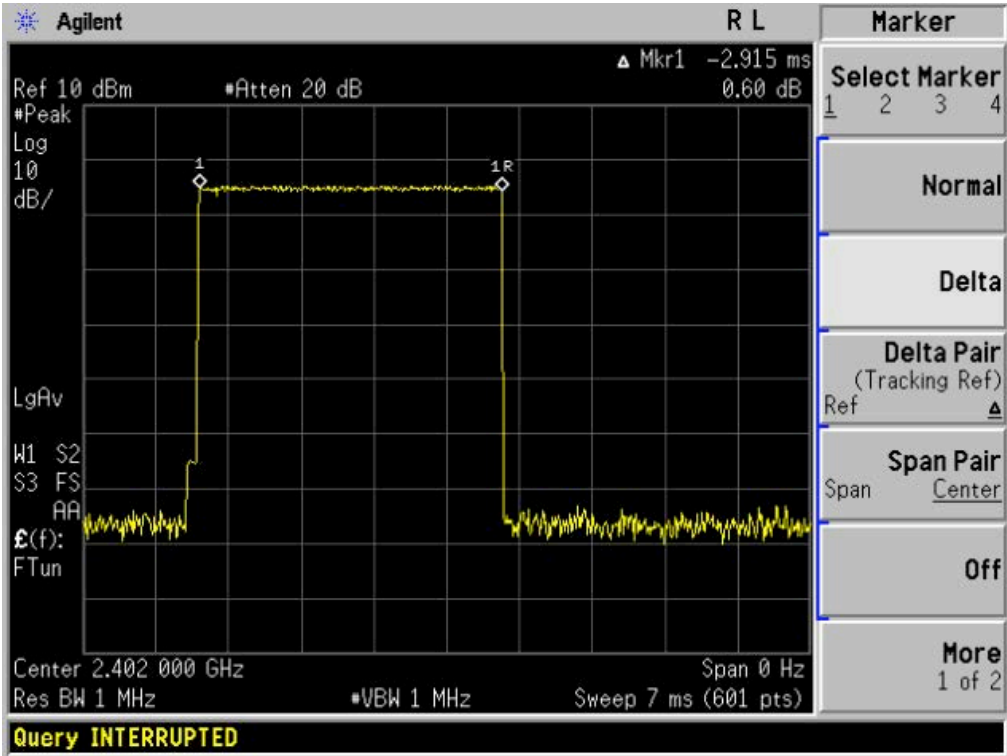 Agilent R L Marker
Δ Mkr1 -2.915 ms
Ref 10 dBm #Atten 20 dB 0.60 dB
#Peak
Log
10
dB/
1
1R
LgAv
W1 S2
S3 FS
AA
£(f):
FTun
Center 2.402 000 GHz Span 0 Hz
Res BW 1 MHz #VBW 1 MHz Sweep 7 ms (601 pts)
Query INTERRUPTED
Select Marker
1 2 3 4
Normal
Delta
Delta Pair
(Tracking Ref)
Ref Δ
Span Pair
Span Center
Off
More
1 of 2